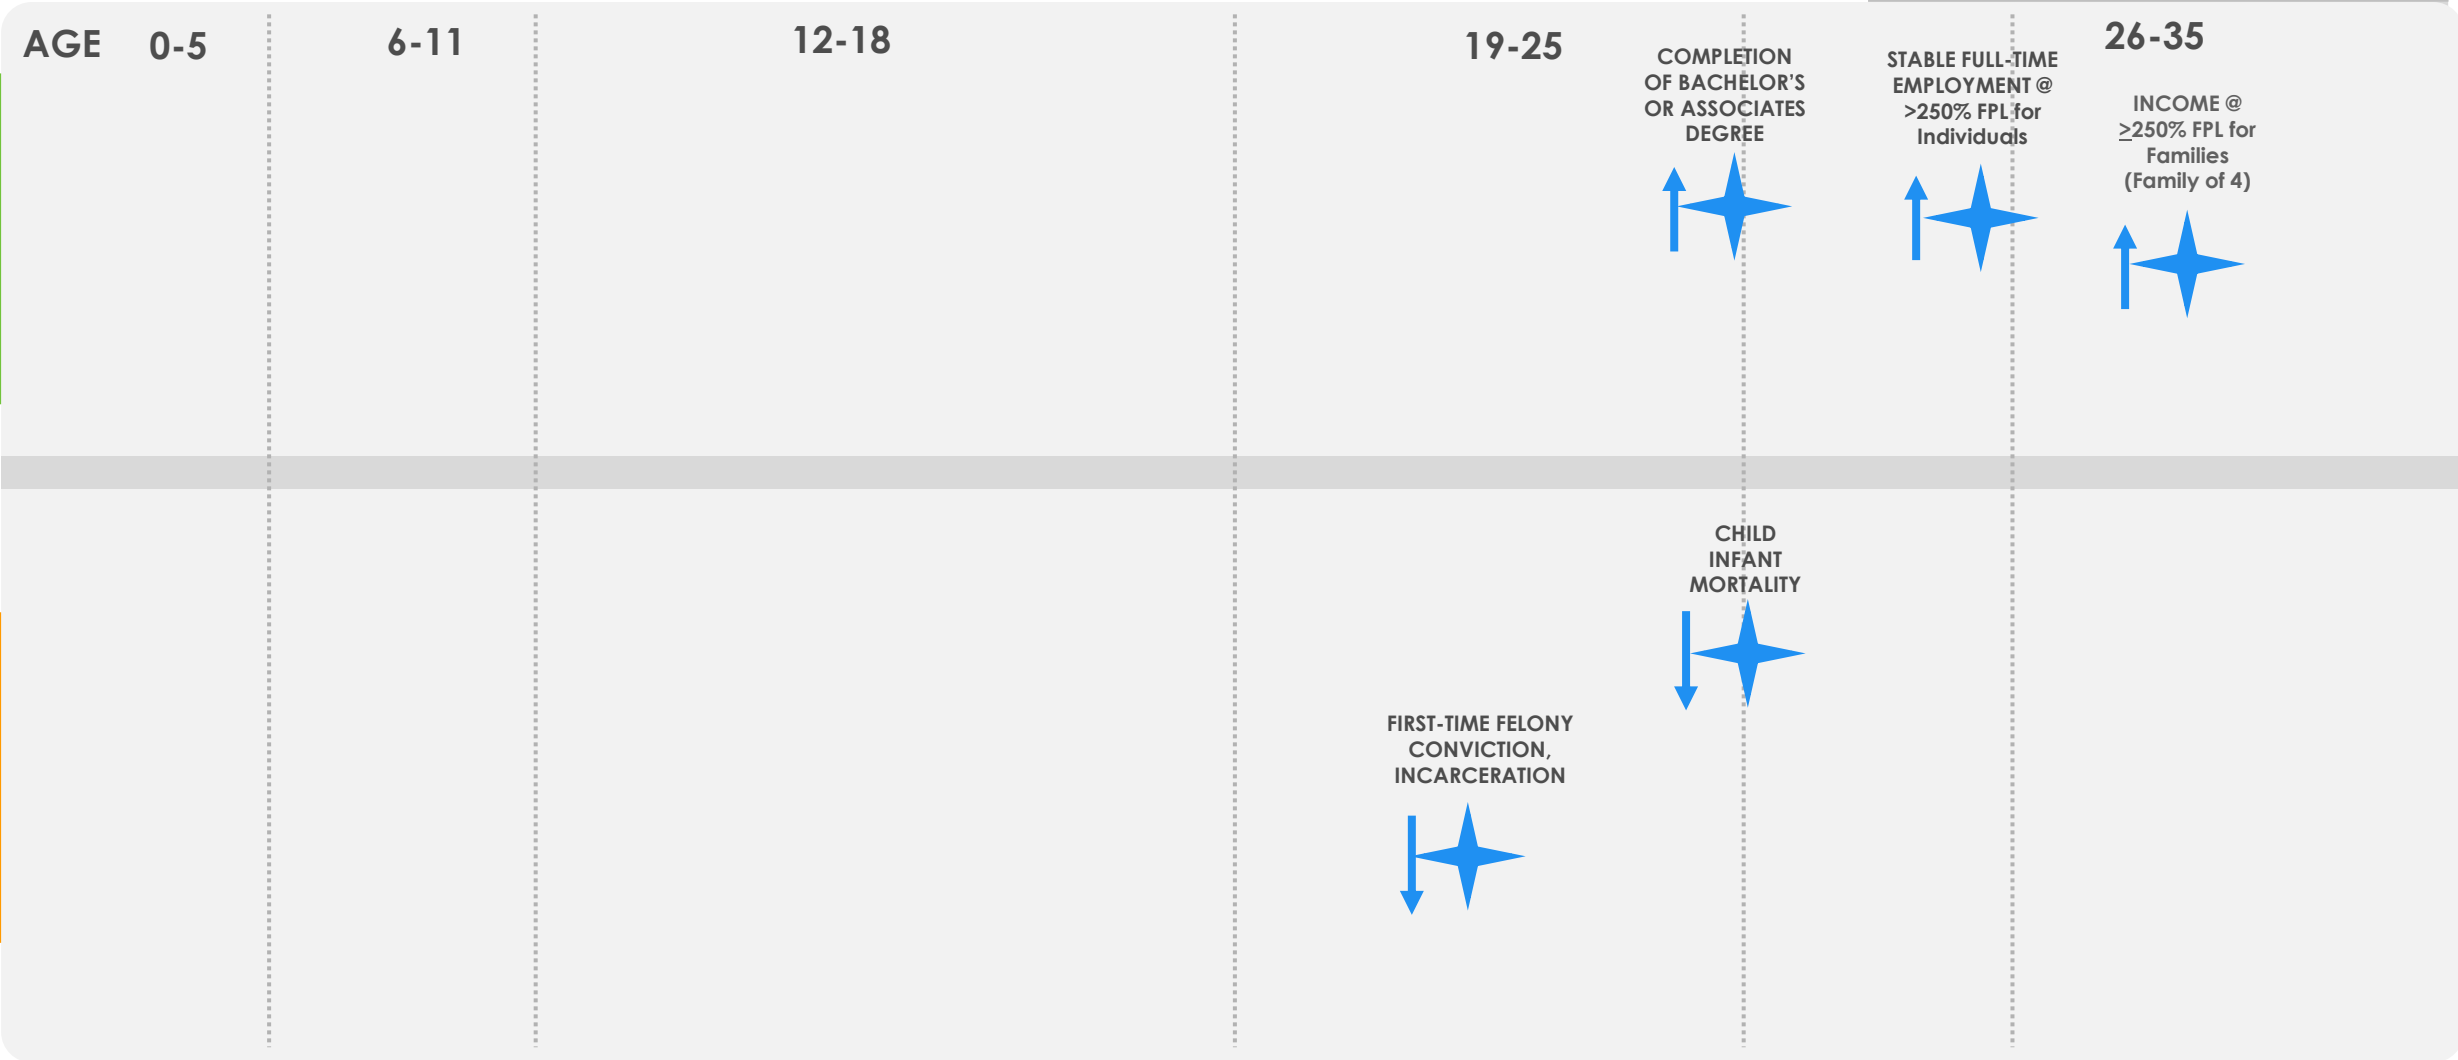 AGE
0-5
6-11
12-18
19-25
26-35
COMPLETION
OF BACHELOR’S
OR ASSOCIATES
DEGREE
STABLE FULL-TIME
EMPLOYMENT @
>250% FPL for
Individuals
INCOME @
≥250% FPL for
Families
(Family of 4)
CHILD
INFANT
MORTALITY
FIRST-TIME FELONY
CONVICTION,
INCARCERATION